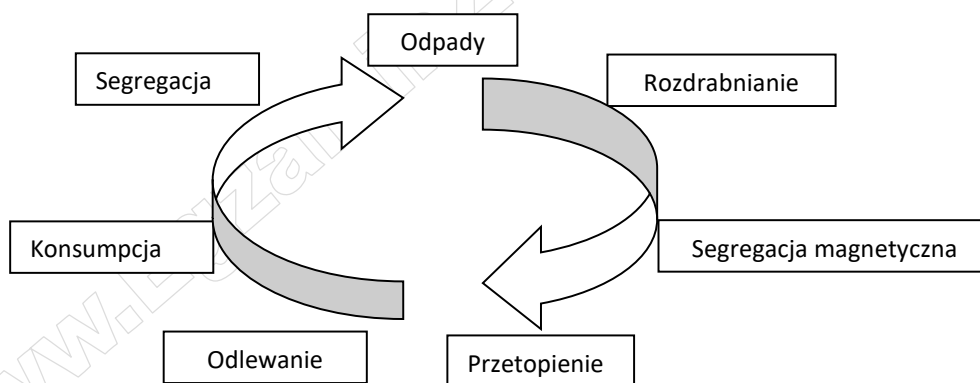 Odpady
Segregacja
Rozdrabnianie
Konsumpcja
Segregacja magnetyczna
Odlewanie
Przetopienie